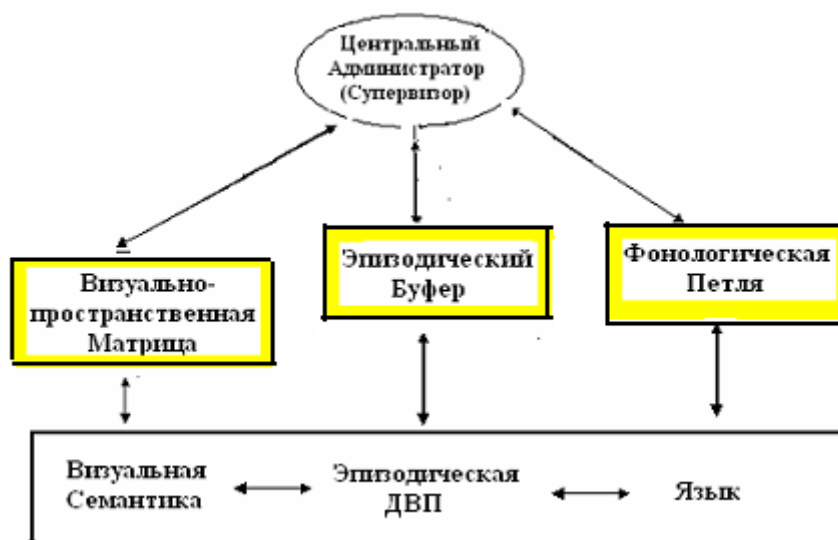 Центральный
Администратор
(Супервизор)
Визуально-
пространственная
Матрица
Эпизодический
Буфер
Фонологическая
Петля
Визуальная
Семантика
Эпизодическая
ДВП
Язык